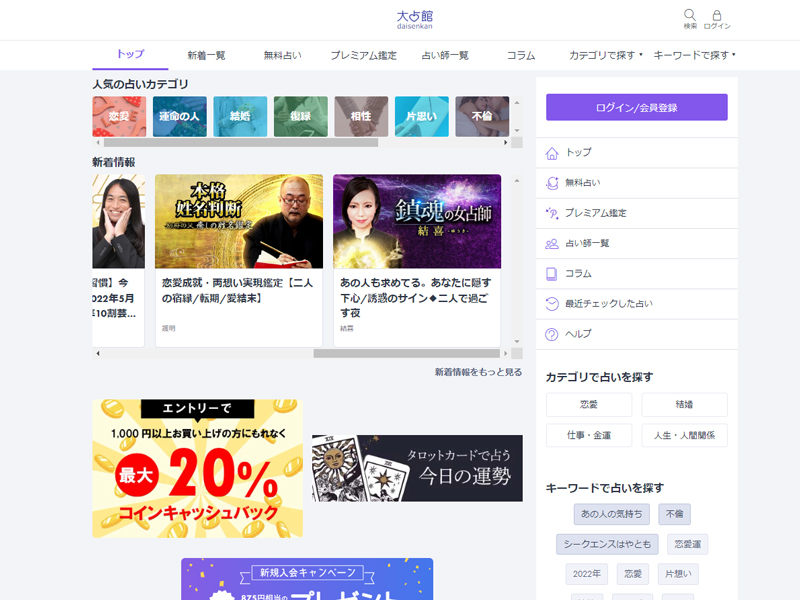 大占館
daisenkan
検索
ログイン
トップ
新着一覧
無料占い
プレミアム鑑定
占い師一覧
コラム
カテゴリで探す
キーワードで探す
人気の占いカテゴリ
恋愛
運命の人
結婚
復縁
相性
片思い
不倫
新着情報
習慣】今
022年5月
10割芸...
本格
姓名判断
恋愛成就・両想い実現鑑定【二人の宿縁/転期/愛結末】
鎮魂の女占師
結喜 -ゆうき-
あの人も求めてる。あなたに隠す下心/誘惑のサイン◆二人で過ごす夜
結喜
新着情報をもっと見る
エントリーで
1,000円以上お買い上げの方にもれなく
最大
20%
コインキャッシュバック
タロットカードで占う
今日の運勢
新規入会キャンペーン
875円相当の
プレゼント
ログイン/会員登録
トップ
無料占い
プレミアム鑑定
占い師一覧
コラム
最近チェックした占い
ヘルプ
カテゴリで占いを探す
恋愛
結婚
仕事・金運
人生・人間関係
キーワードで占いを探す
あの人の気持ち
不倫
シークエンスはやとも
恋愛運
2022年
恋愛
片想い